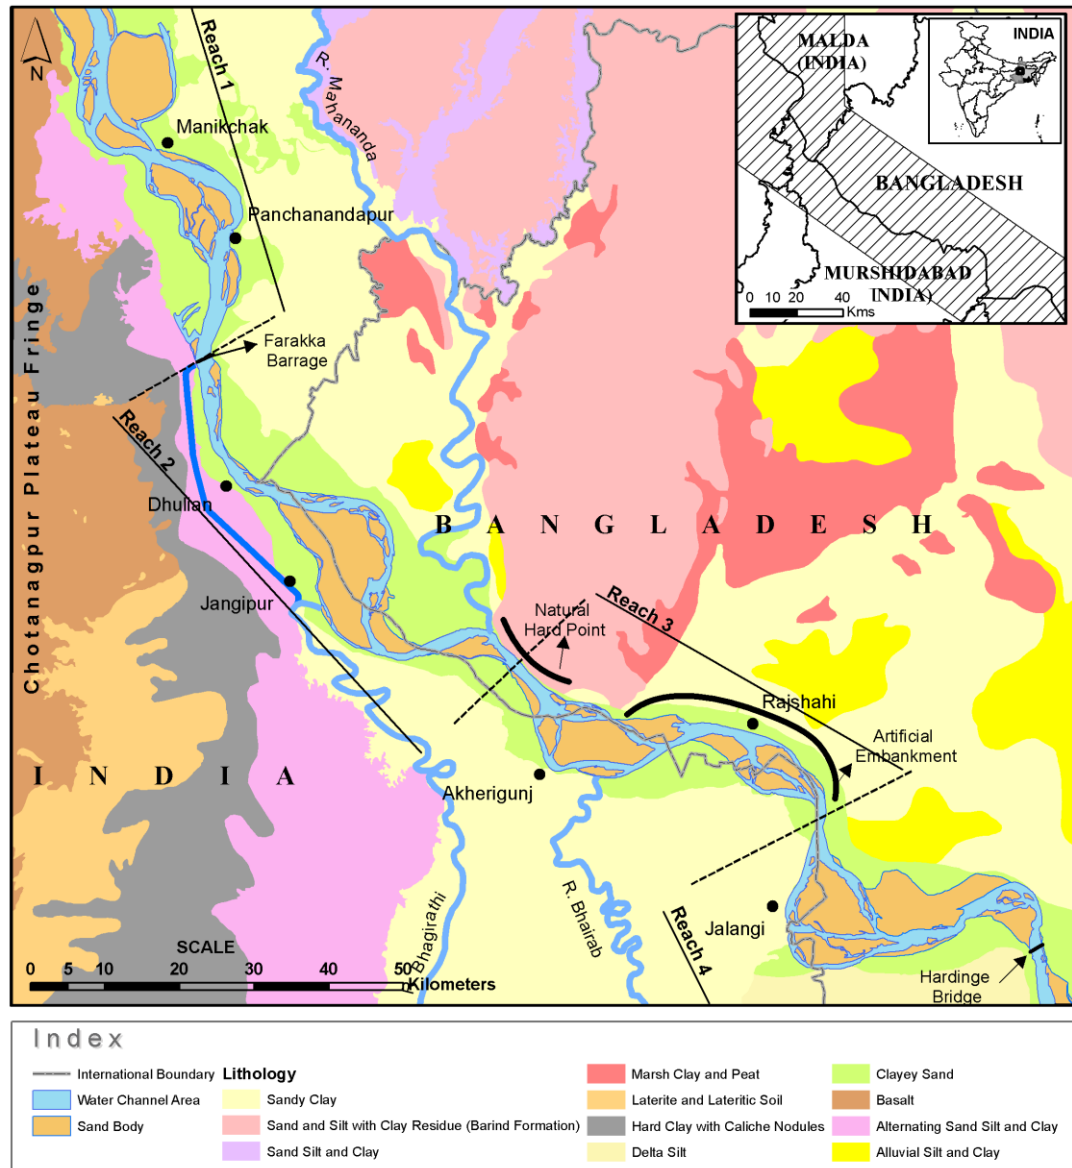 N
Reach 1
R. Mahananda
Manikchak
Panchanandapur
Farakka
Barrage
Chotanagpur Plateau Fringe
Reach 2
Dhulian
Jangipur
BANGLADESH
Natural
Hard Point
Reach 3
Rajshahi
Artificial
Embankment
INDIA
Akherigunj
R. Bhairab
Bhagirathi
Jalangi
Reach 4
Hardinge
Bridge
SCALE
0 5 10 20 30 40 50
Kilometers
MALDA
(INDIA)
INDIA
BANGLADESH
MURSHIDABAD
INDIA)
0 10 20 40
Kms
Index
International Boundary
Water Channel Area
Sand Body
Lithology
Sandy Clay
Sand and Silt with Clay Residue (Barind Formation)
Sand Silt and Clay
Marsh Clay and Peat
Laterite and Lateritic Soil
Hard Clay with Caliche Nodules
Delta Silt
Clayey Sand
Basalt
Alternating Sand Silt and Clay
Alluvial Silt and Clay